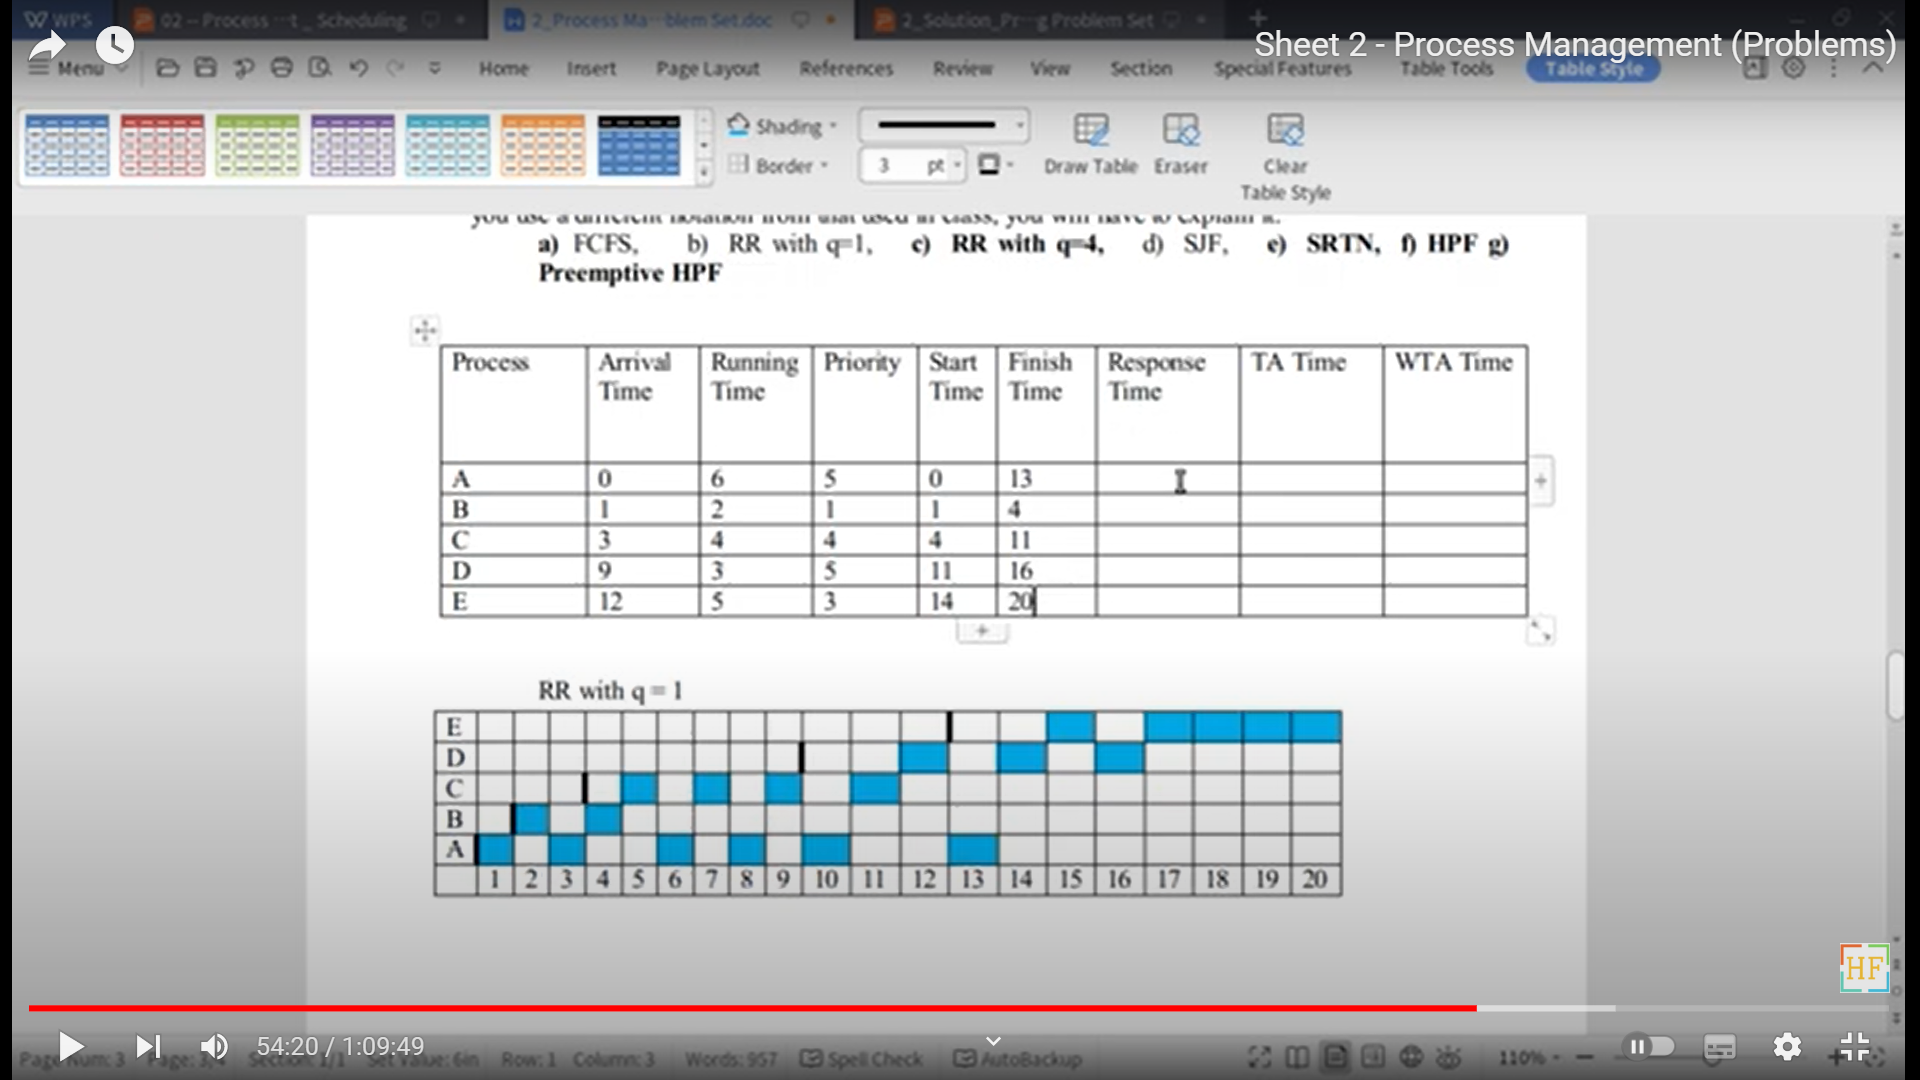 WPS 02 -- Process ···t _ Scheduling 2_Process Ma···blem Set.doc 2_Solution_Pr···g Problem Set
Sheet 2 - Process Management (Problems)
Menu Home Insert Page Layout References Review View Section Special Features Table Tools Table Style
Shading
Border 3 pt Draw Table Eraser Clear
Table Style
you use a different notation from that used in class, you will have to explain it.
a) FCFS, b) RR with q=1, c) RR with q=4, d) SJF, e) SRTN, f) HPF g)
Preemptive HPF
Process Arrival Running Priority Start Finish Response TA Time WTA Time
Time Time Time Time Time
A 0 6 5 0 13
B 1 2 1 1 4
C 3 4 4 4 11
D 9 3 5 11 16
E 12 5 3 14 20
RR with q = 1
E
D
C
B
A
1 2 3 4 5 6 7 8 9 10 11 12 13 14 15 16 17 18 19 20
HF
54:20 / 1:09:49
Page Num: 3 Page: 3/4 Section: 1/1 Set Value: 6in Row: 1 Column: 3 Words: 957 Spell Check AutoBackup 110%